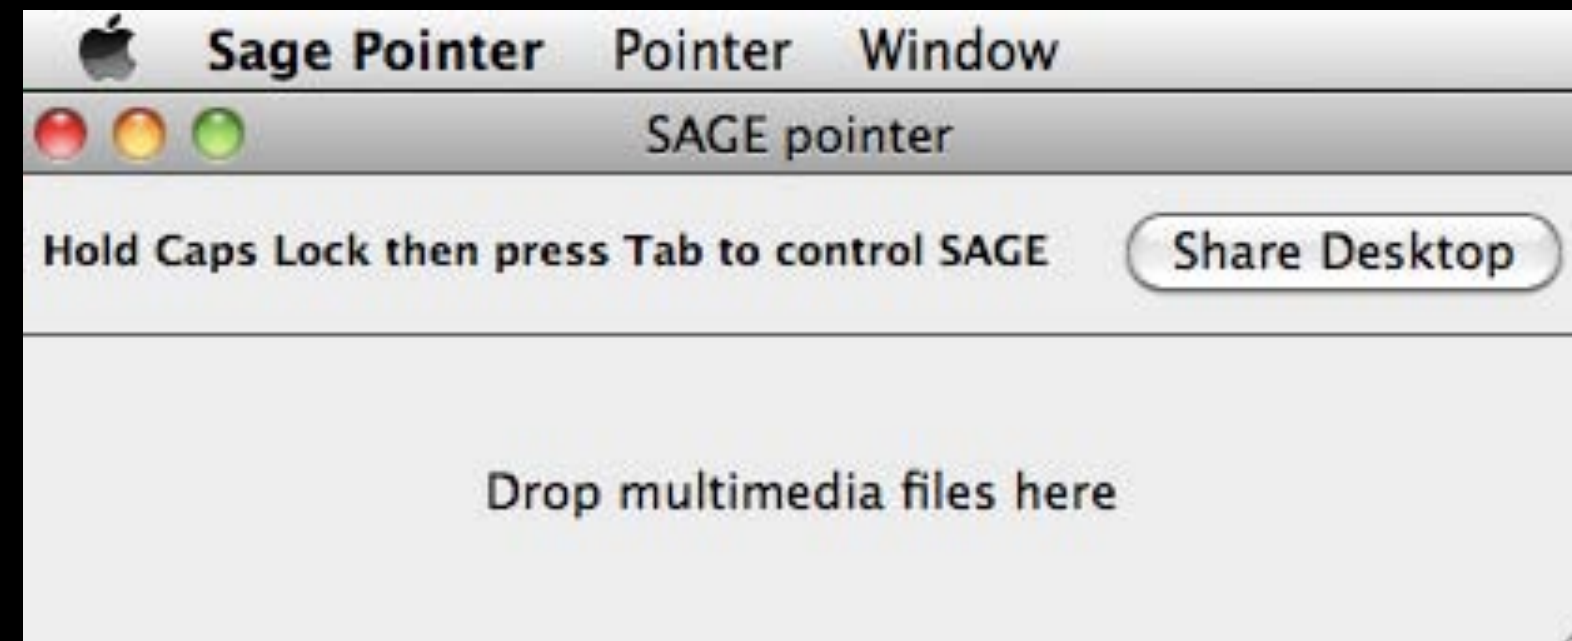 Sage Pointer Pointer Window
SAGE pointer
Hold Caps Lock then press Tab to control SAGE Share Desktop
Drop multimedia files here